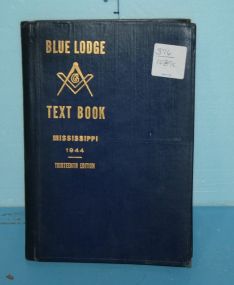 BLUE LODGE
G
TEXT BOOK
MISSISSIPPI
1944
THIRTEENTH EDITION